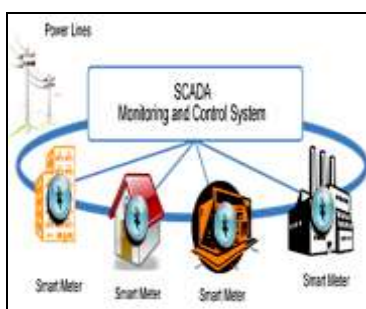 Power Lines
SCADA
Monitoring and Control System
Smart Meter
Smart Meter
Smart Meter
Smart Meter